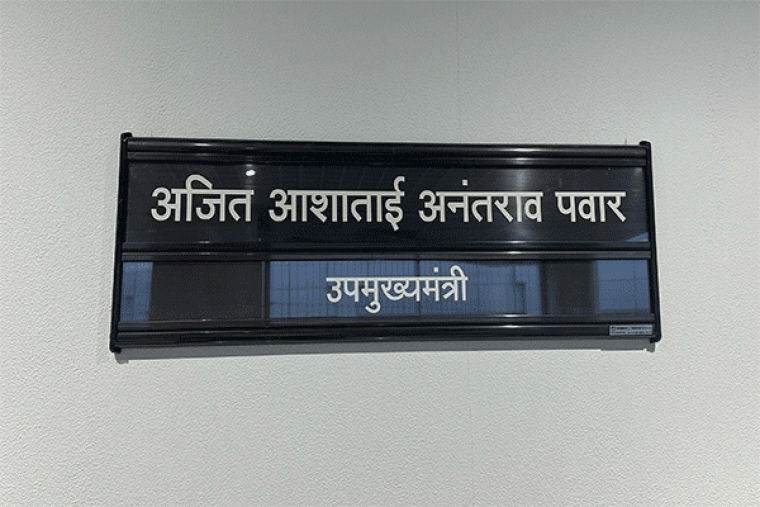 अजित आशाताई अनंतराव पवार
उपमुख्यमंत्री